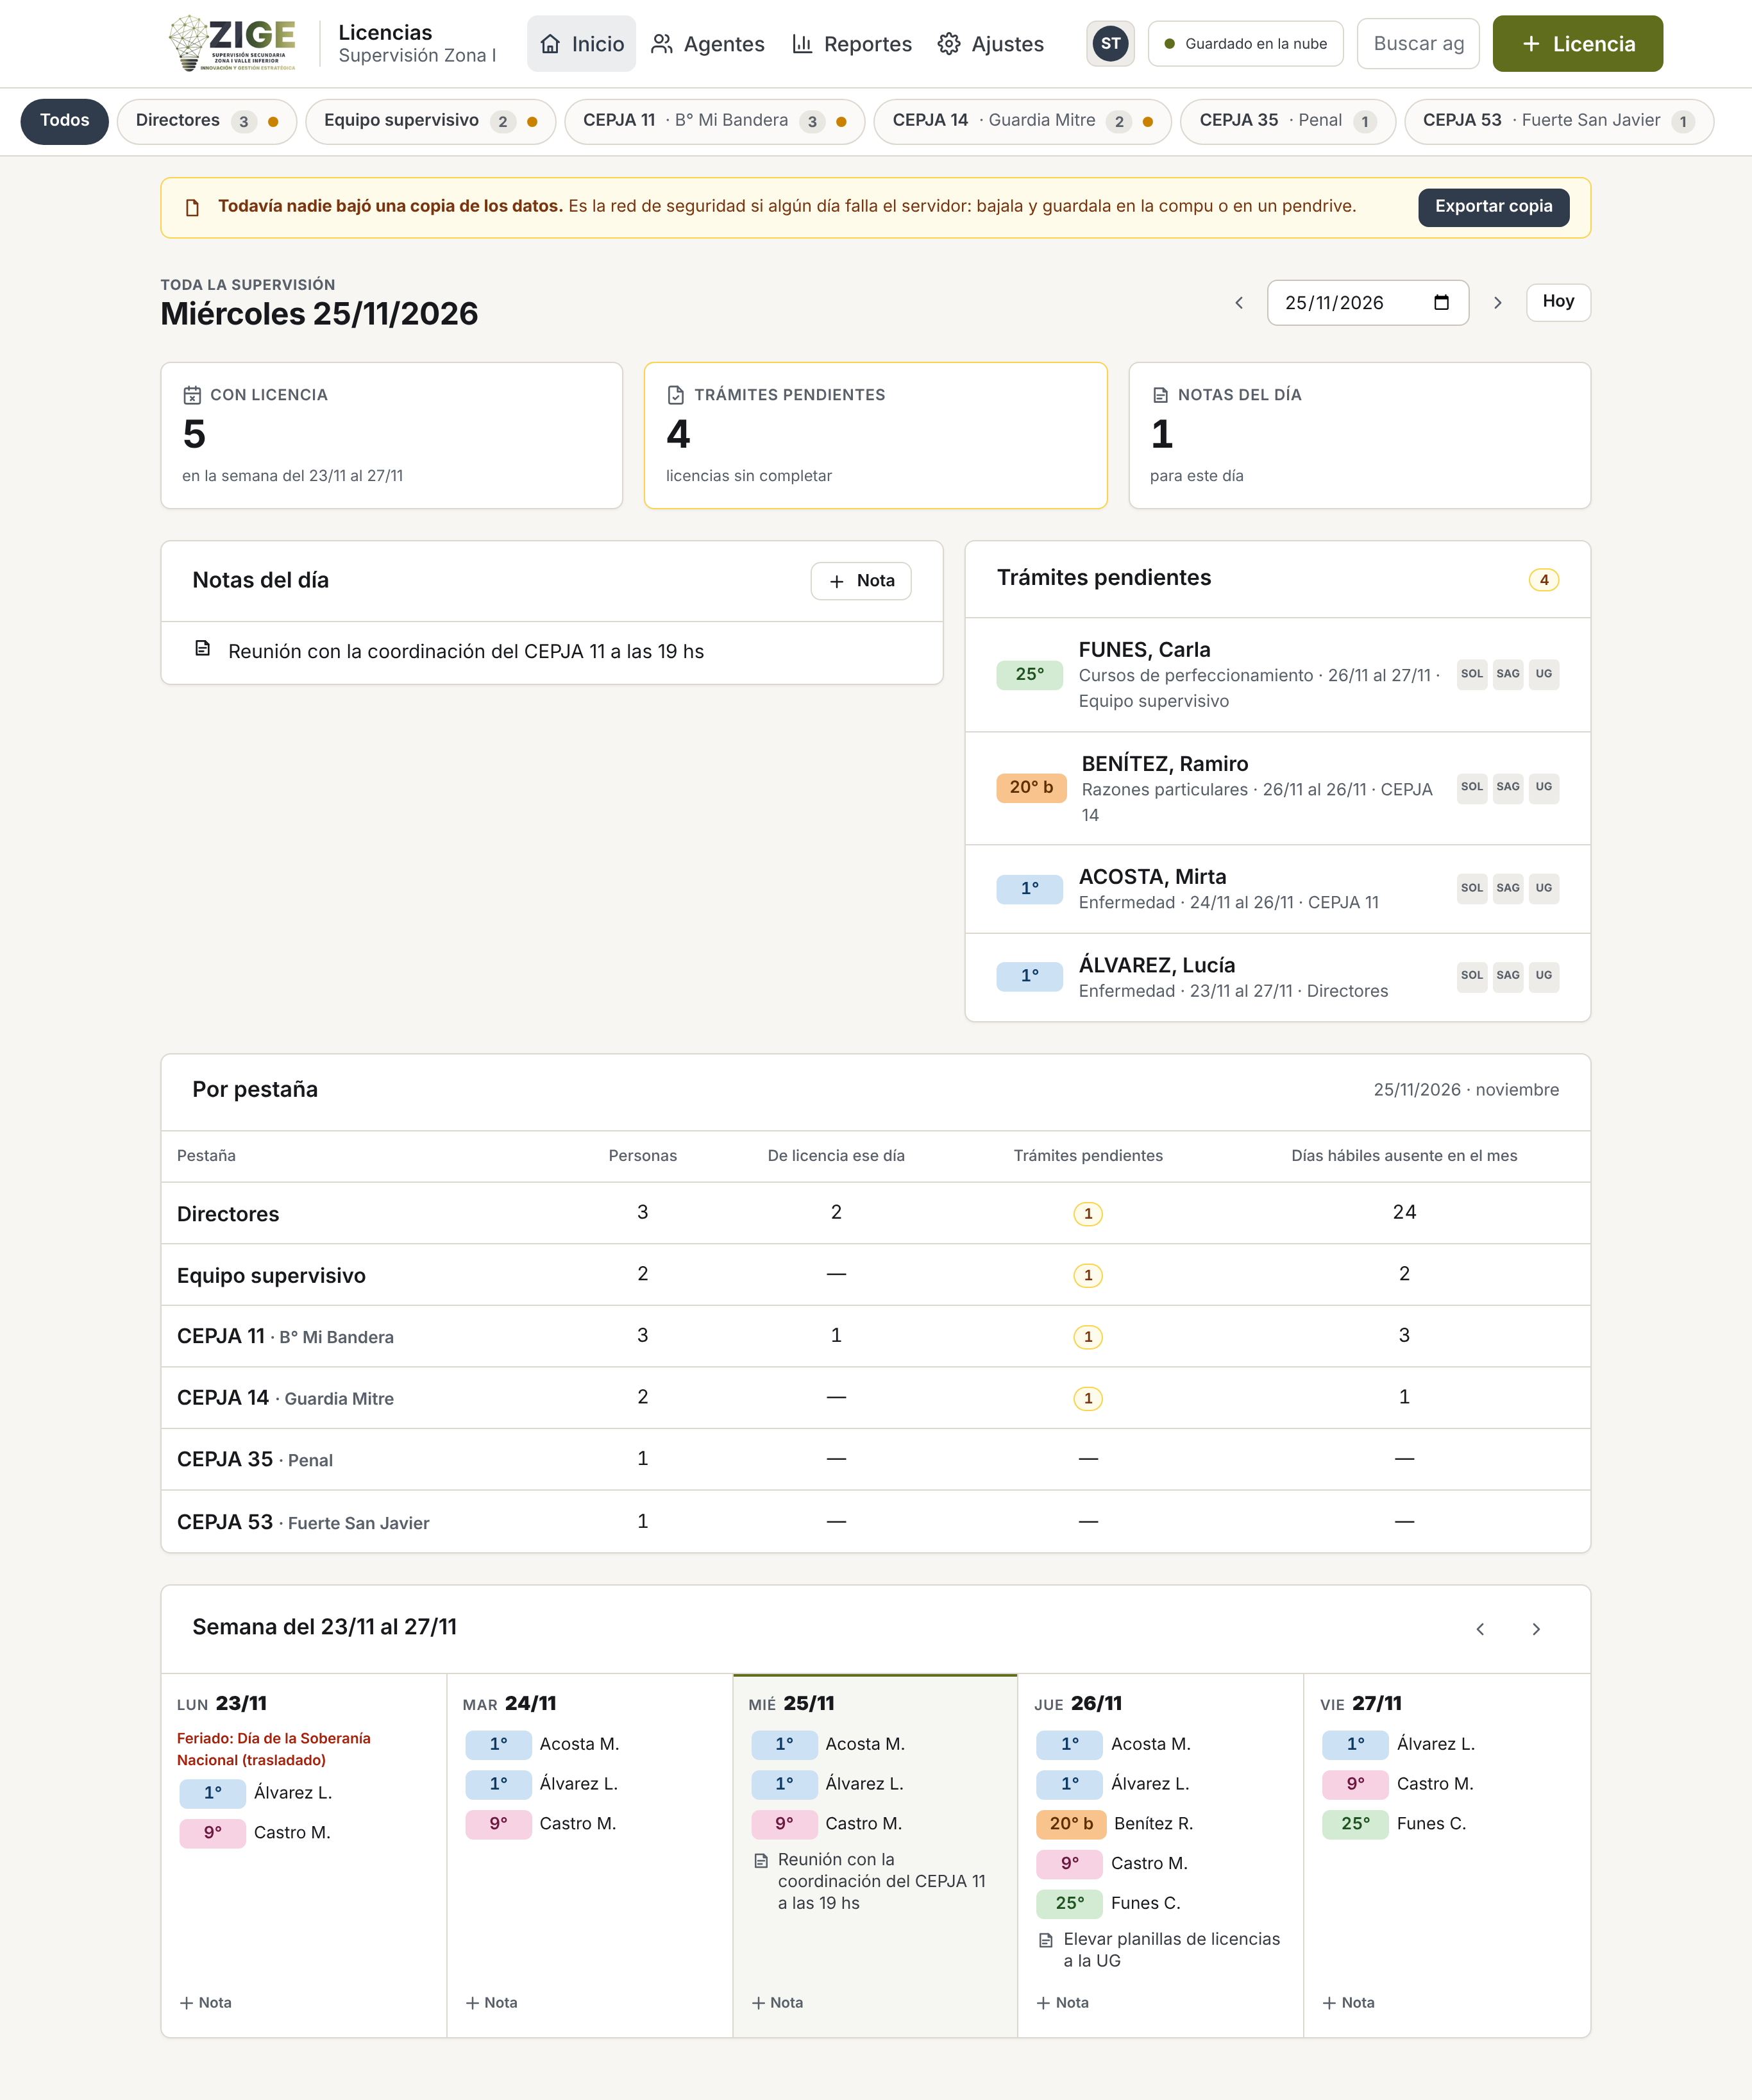 ZIGE
SUPERVISIÓN SECUNDARIA
ZONA I VALLE INFERIOR
INNOVACIÓN Y GESTIÓN ESTRATÉGICA
Licencias
Supervisión Zona I
Inicio
Agentes
Reportes
Ajustes
ST
Guardado en la nube
Buscar ag
+ Licencia
Todos
Directores 3
Equipo supervisivo 2
CEPJA 11 · B° Mi Bandera 3
CEPJA 14 · Guardia Mitre 2
CEPJA 35 · Penal 1
CEPJA 53 · Fuerte San Javier 1
Todavía nadie bajó una copia de los datos. Es la red de seguridad si algún día falla el servidor: bajala y guardala en la compu o en un pendrive.
Exportar copia
TODA LA SUPERVISIÓN
Miércoles 25/11/2026
25/11/2026
Hoy
CON LICENCIA
5
en la semana del 23/11 al 27/11
TRÁMITES PENDIENTES
4
licencias sin completar
NOTAS DEL DÍA
1
para este día
Notas del día
+ Nota
Reunión con la coordinación del CEPJA 11 a las 19 hs
Trámites pendientes 4
25° FUNES, Carla
Cursos de perfeccionamiento · 26/11 al 27/11 ·
Equipo supervisivo
SOL SAG UG
20° b BENÍTEZ, Ramiro
Razones particulares · 26/11 al 26/11 · CEPJA
14
SOL SAG UG
1° ACOSTA, Mirta
Enfermedad · 24/11 al 26/11 · CEPJA 11
SOL SAG UG
1° ÁLVAREZ, Lucía
Enfermedad · 23/11 al 27/11 · Directores
SOL SAG UG
Por pestaña
25/11/2026 · noviembre
Pestaña Personas De licencia ese día Trámites pendientes Días hábiles ausente en el mes
Directores 3 2 1 24
Equipo supervisivo 2 — 1 2
CEPJA 11 · B° Mi Bandera 3 1 1 3
CEPJA 14 · Guardia Mitre 2 — 1 1
CEPJA 35 · Penal 1 — — —
CEPJA 53 · Fuerte San Javier 1 — — —
Semana del 23/11 al 27/11
LUN 23/11
Feriado: Día de la Soberanía
Nacional (trasladado)
1° Álvarez L.
9° Castro M.
+ Nota
MAR 24/11
1° Acosta M.
1° Álvarez L.
9° Castro M.
+ Nota
MIÉ 25/11
1° Acosta M.
1° Álvarez L.
9° Castro M.
Reunión con la
coordinación del CEPJA 11
a las 19 hs
+ Nota
JUE 26/11
1° Acosta M.
1° Álvarez L.
20° b Benítez R.
9° Castro M.
25° Funes C.
Elevar planillas de licencias
a la UG
+ Nota
VIE 27/11
1° Álvarez L.
9° Castro M.
25° Funes C.
+ Nota